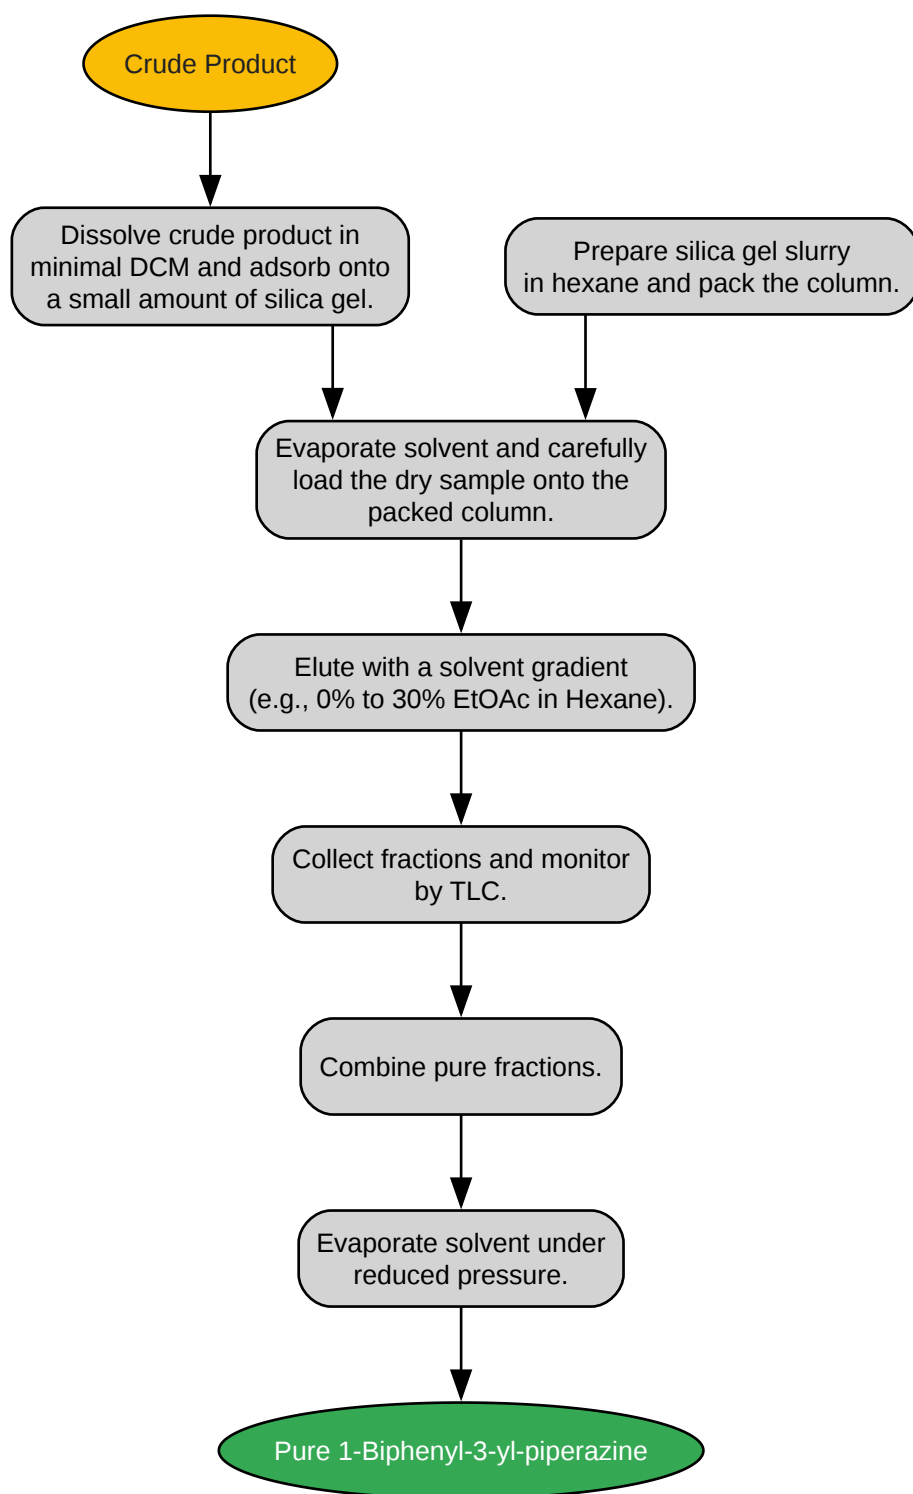 Crude Product
Dissolve crude product in
minimal DCM and adsorb onto
a small amount of silica gel.
Prepare silica gel slurry
in hexane and pack the column.
Evaporate solvent and carefully
load the dry sample onto the
packed column.
Elute with a solvent gradient
(e.g., 0% to 30% EtOAc in Hexane).
Collect fractions and monitor
by TLC.
Combine pure fractions.
Evaporate solvent under
reduced pressure.
Pure 1-Biphenyl-3-yl-piperazine